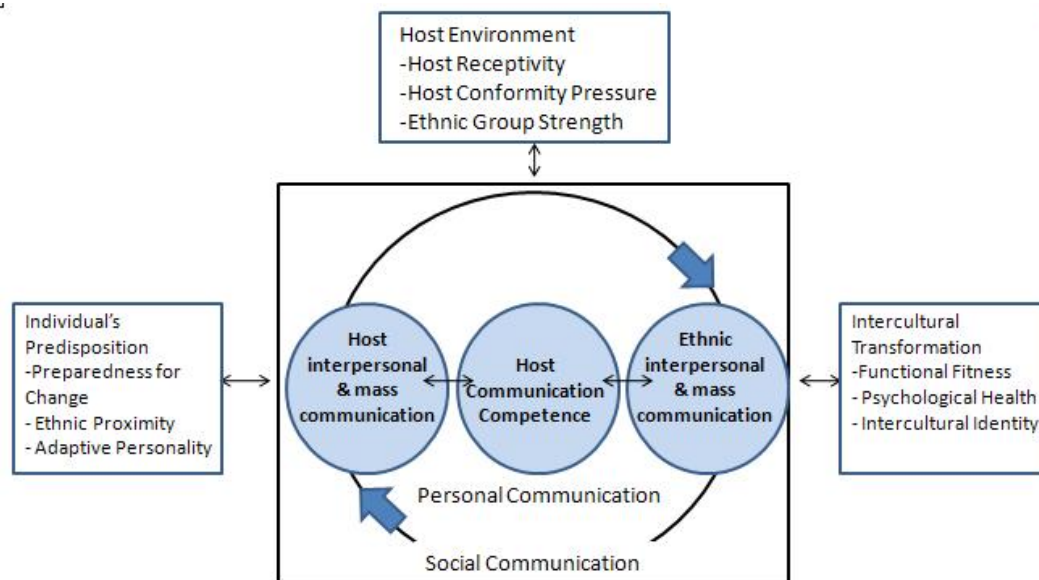 Host Environment
-Host Receptivity
-Host Conformity Pressure
-Ethnic Group Strength
Individual's
Predisposition
-Preparedness for
Change
- Ethnic Proximity
- Adaptive Personality
Host
interpersonal
& mass
communication
Host
Communication
Competence
Ethnic
interpersonal
& mass
communication
Intercultural
Transformation
-Functional Fitness
- Psychological Health
- Intercultural Identity
Personal Communication
Social Communication